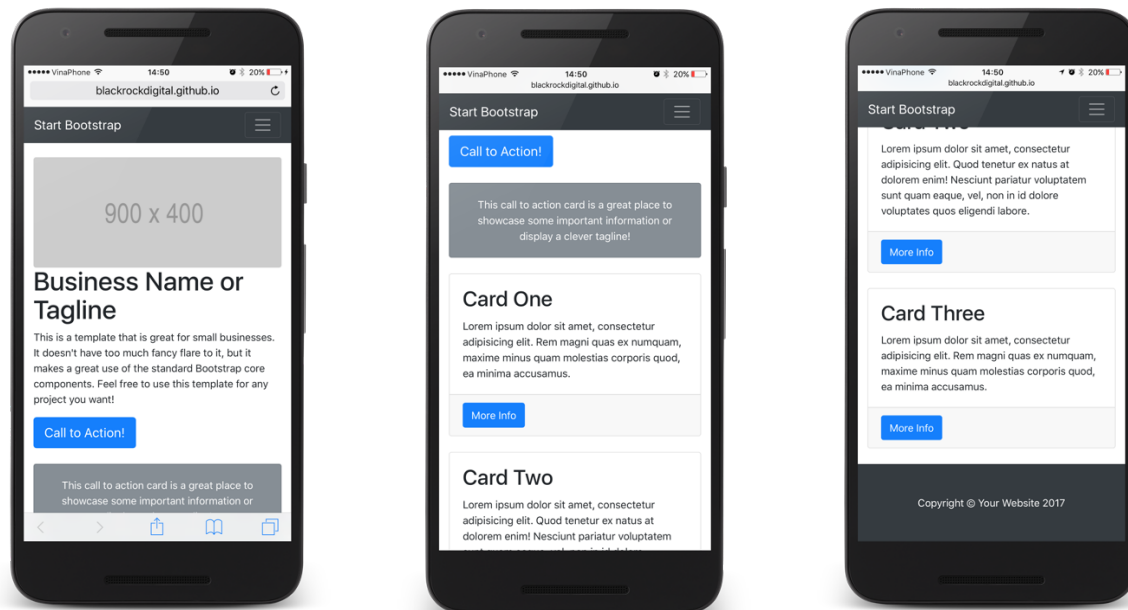 VinaPhone 14:50 20%
blackrockdigital.github.io
Start Bootstrap
900 x 400
Business Name or
Tagline
This is a template that is great for small businesses.
It doesn't have too much fancy flare to it, but it
makes a great use of the standard Bootstrap core
components. Feel free to use this template for any
project you want!
Call to Action!
This call to action card is a great place to
showcase some important information or
VinaPhone 14:50 20%
blackrockdigital.github.io
Start Bootstrap
Call to Action!
This call to action card is a great place to
showcase some important information or
display a clever tagline!
Card One
Lorem ipsum dolor sit amet, consectetur
adipisicing elit. Rem magni quas ex numquam,
maxime minus quam molestias corporis quod,
ea minima accusamus.
More Info
Card Two
Lorem ipsum dolor sit amet, consectetur
adipisicing elit. Quod tenetur ex natus at
dolorem enim! Nesciunt pariatur voluptatem
VinaPhone 14:50 20%
blackrockdigital.github.io
Start Bootstrap
Card Two
Lorem ipsum dolor sit amet, consectetur
adipisicing elit. Quod tenetur ex natus at
dolorem enim! Nesciunt pariatur voluptatem
sunt quam eaque, vel, non in id dolore
voluptates quos eligendi labore.
More Info
Card Three
Lorem ipsum dolor sit amet, consectetur
adipisicing elit. Rem magni quas ex numquam,
maxime minus quam molestias corporis quod,
ea minima accusamus.
More Info
Copyright © Your Website 2017